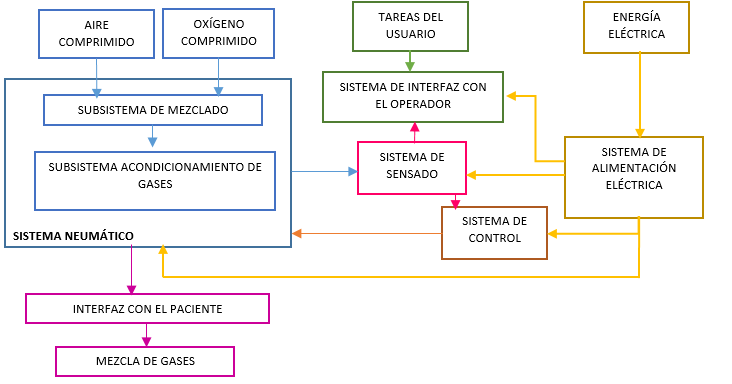 AIRE
COMPRIMIDO
OXÍGENO
COMPRIMIDO
TAREAS DEL
USUARIO
ENERGÍA
ELÉCTRICA
SUBSISTEMA DE MEZCLADO
SISTEMA DE INTERFAZ CON
EL OPERADOR
SUBSISTEMA ACONDICIONAMIENTO DE
GASES
SISTEMA DE
SENSADO
SISTEMA DE
ALIMENTACIÓN
ELÉCTRICA
SISTEMA NEUMÁTICO
SISTEMA DE
CONTROL
INTERFAZ CON EL PACIENTE
MEZCLA DE GASES